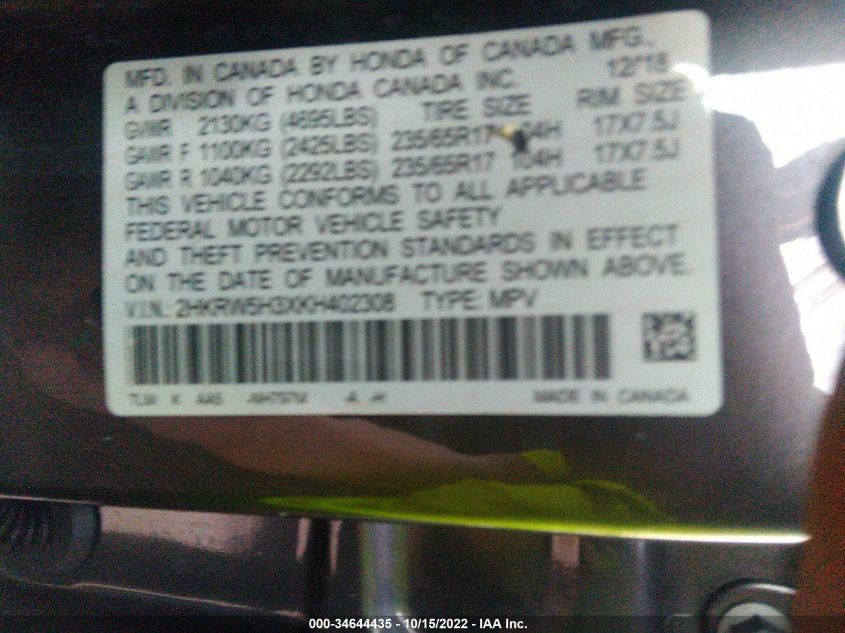 MFD. IN CANADA BY HONDA OF CANADA MFG.,
A DIVISION OF HONDA CANADA INC. 12/'18
GVWR 2130KG (4695LBS) TIRE SIZE RIM SIZE
GAWR F 1100KG (2425LBS) 235/65R17 104H 17X7.5J
GAWR R 1040KG (2292LBS) 235/65R17 104H 17X7.5J
THIS VEHICLE CONFORMS TO ALL APPLICABLE
FEDERAL MOTOR VEHICLE SAFETY
AND THEFT PREVENTION STANDARDS IN EFFECT
ON THE DATE OF MANUFACTURE SHOWN ABOVE.
V.I.N.: 2HKRW5H3XKH402308 TYPE: MPV
K AAS MADE IN CANADA
000-34644435 - 10/15/2022 - IAA Inc.